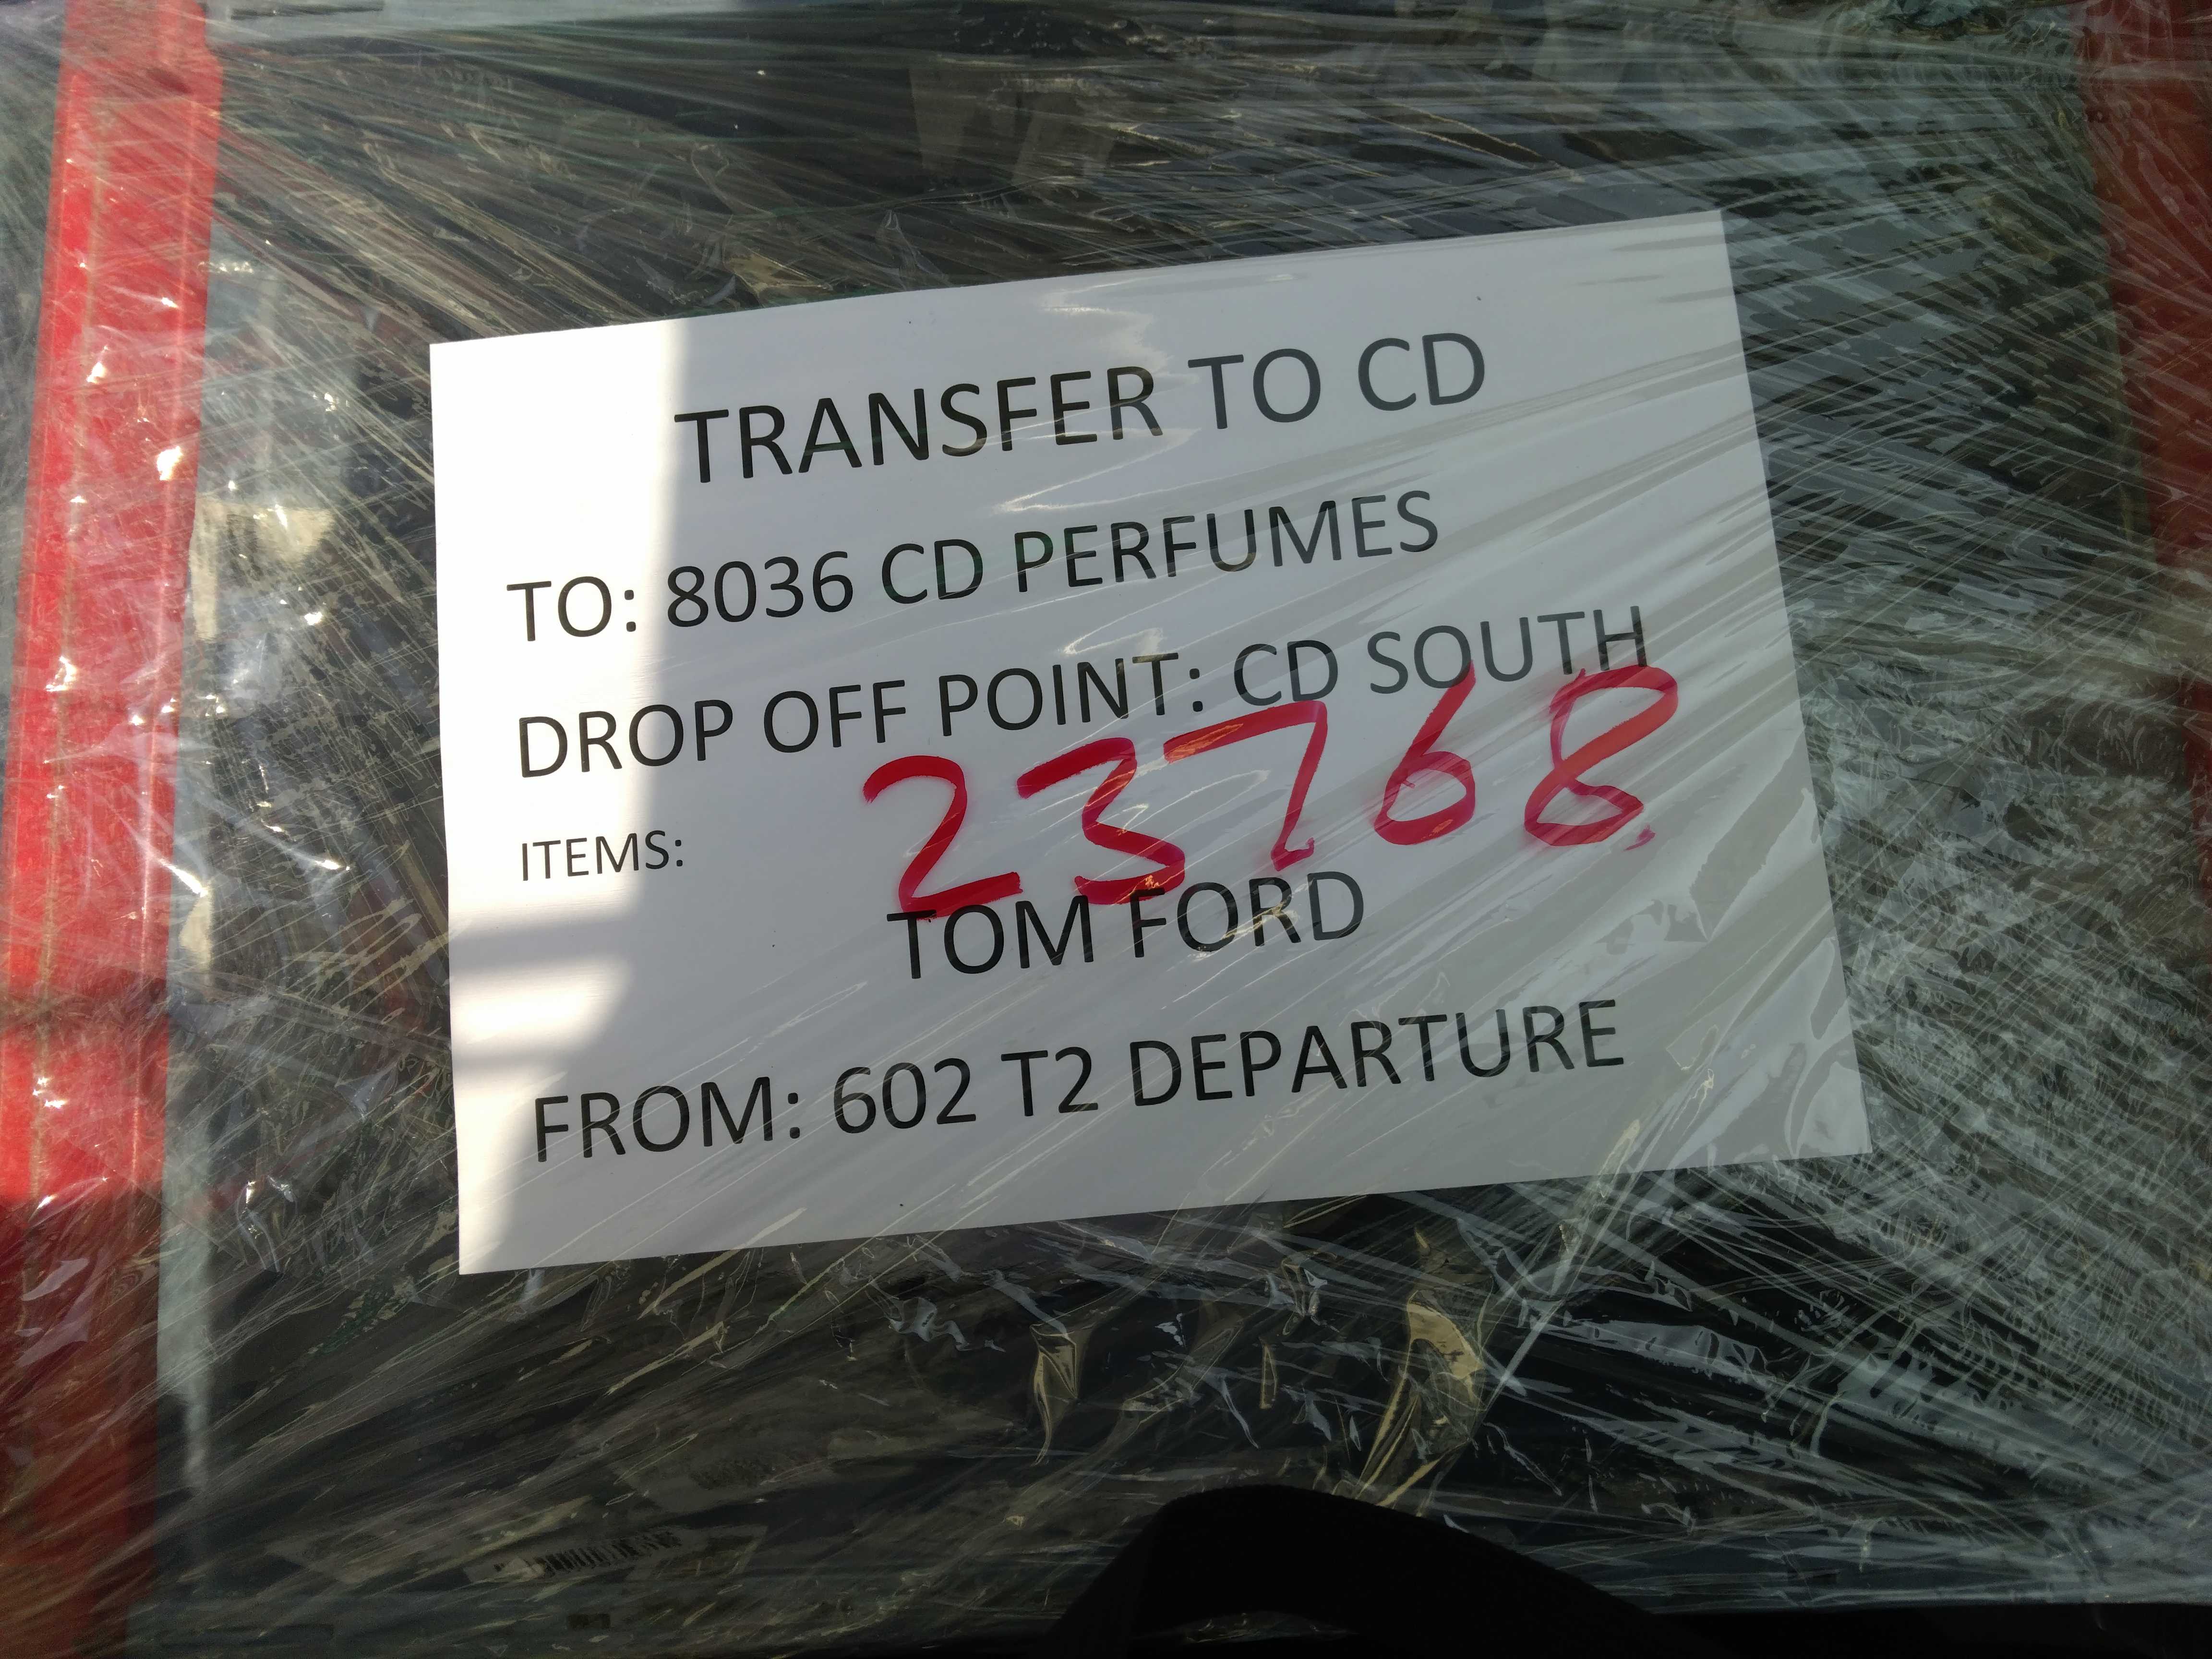 TRANSFER TO CD
TO: 8036 CD PERFUMES
DROP OFF POINT: CD SOUTH
23768
ITEMS:
TOM FORD
FROM: 602 T2 DEPARTURE